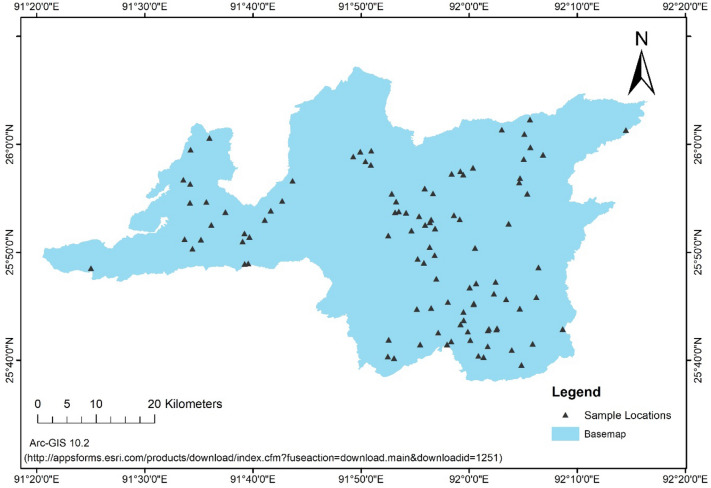 91°20'0"E 91°30'0"E 91°40'0"E 91°50'0"E 92°0'0"E 92°10'0"E 92°20'0"E
N
26°0'0"N 26°0'0"N
25°50'0"N 25°50'0"N
25°40'0"N 25°40'0"N
Legend
Sample Locations
Basemap
0 5 10 20 Kilometers
Arc-GIS 10.2
(http://appsforms.esri.com/products/download/index.cfm?fuseaction=download.main&downloadid=1251)
91°20'0"E 91°30'0"E 91°40'0"E 91°50'0"E 92°0'0"E 92°10'0"E 92°20'0"E